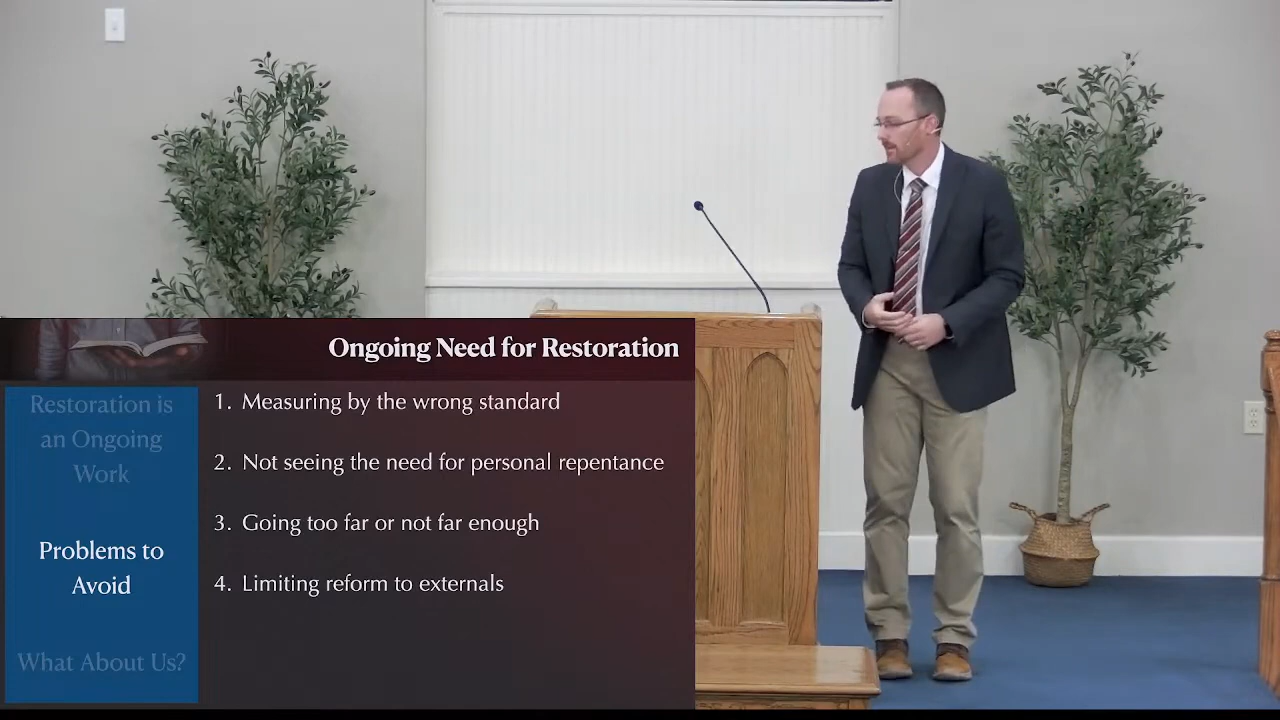 Ongoing Need for Restoration
Restoration is
an Ongoing
Work
Problems to
Avoid
What About Us?
1. Measuring by the wrong standard
2. Not seeing the need for personal repentance
3. Going too far or not far enough
4. Limiting reform to externals